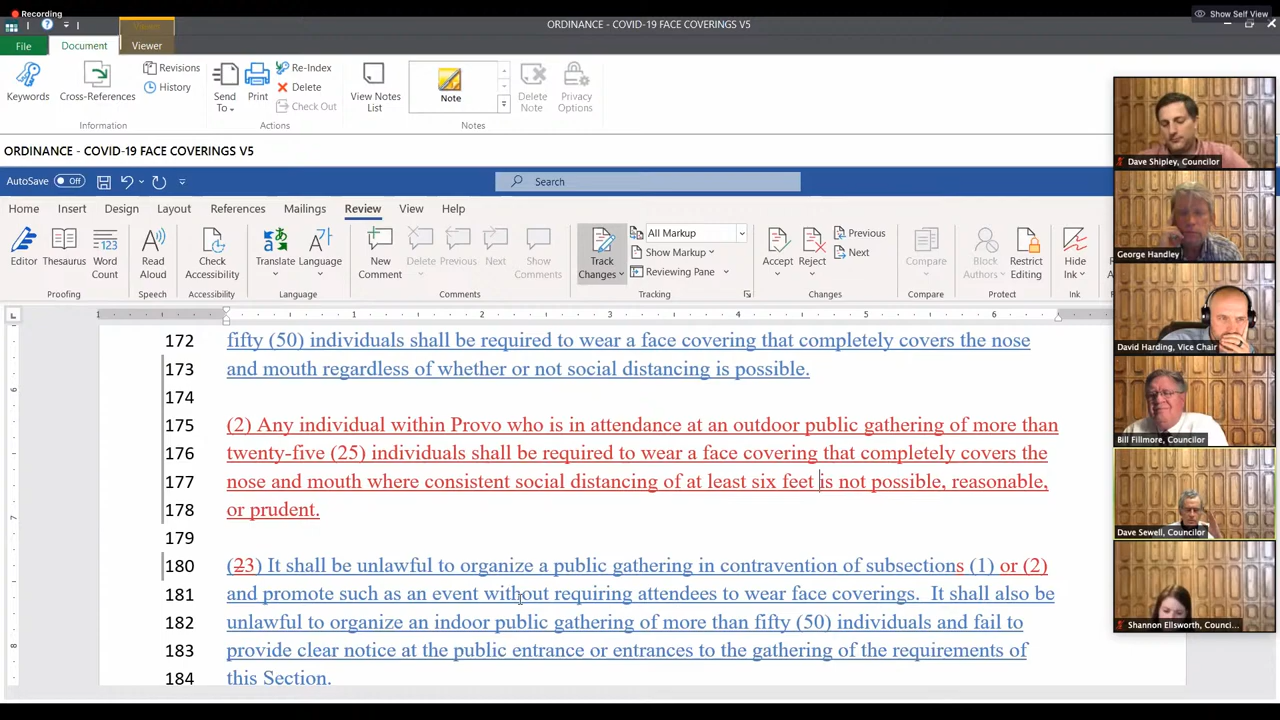 Recording
Show Self View
Viewer
ORDINANCE - COVID-19 FACE COVERINGS V5
File
Document
Viewer
Keywords
Cross-References
Revisions
History
Information
Send To
Print
Re-Index
Delete
Check Out
Actions
View Notes List
Note
Delete Note
Privacy Options
Notes
ORDINANCE - COVID-19 FACE COVERINGS V5
AutoSave
Off
Search
Home
Insert
Design
Layout
References
Mailings
Review
View
Help
Editor
Thesaurus
Word Count
Proofing
Read Aloud
Speech
Check Accessibility
Accessibility
Translate
Language
Language
New Comment
Delete
Previous
Next
Show Comments
Comments
Track Changes
All Markup
Show Markup
Reviewing Pane
Tracking
Accept
Reject
Previous
Next
Changes
Compare
Compare
Block Authors
Restrict Editing
Protect
Hide Ink
Ink
1 1 2 3 4 5 6
172 fifty (50) individuals shall be required to wear a face covering that completely covers the nose
173 and mouth regardless of whether or not social distancing is possible.
174
175 (2) Any individual within Provo who is in attendance at an outdoor public gathering of more than
176 twenty-five (25) individuals shall be required to wear a face covering that completely covers the
177 nose and mouth where consistent social distancing of at least six feet is not possible, reasonable,
178 or prudent.
179
180 (23) It shall be unlawful to organize a public gathering in contravention of subsections (1) or (2)
181 and promote such as an event without requiring attendees to wear face coverings. It shall also be
182 unlawful to organize an indoor public gathering of more than fifty (50) individuals and fail to
183 provide clear notice at the public entrance or entrances to the gathering of the requirements of
184 this Section.
6
7
8
Dave Shipley, Councilor
George Handley
David Harding, Vice Chair
Bill Fillmore, Councilor
Dave Sewell, Councilor
Shannon Ellsworth, Counci...